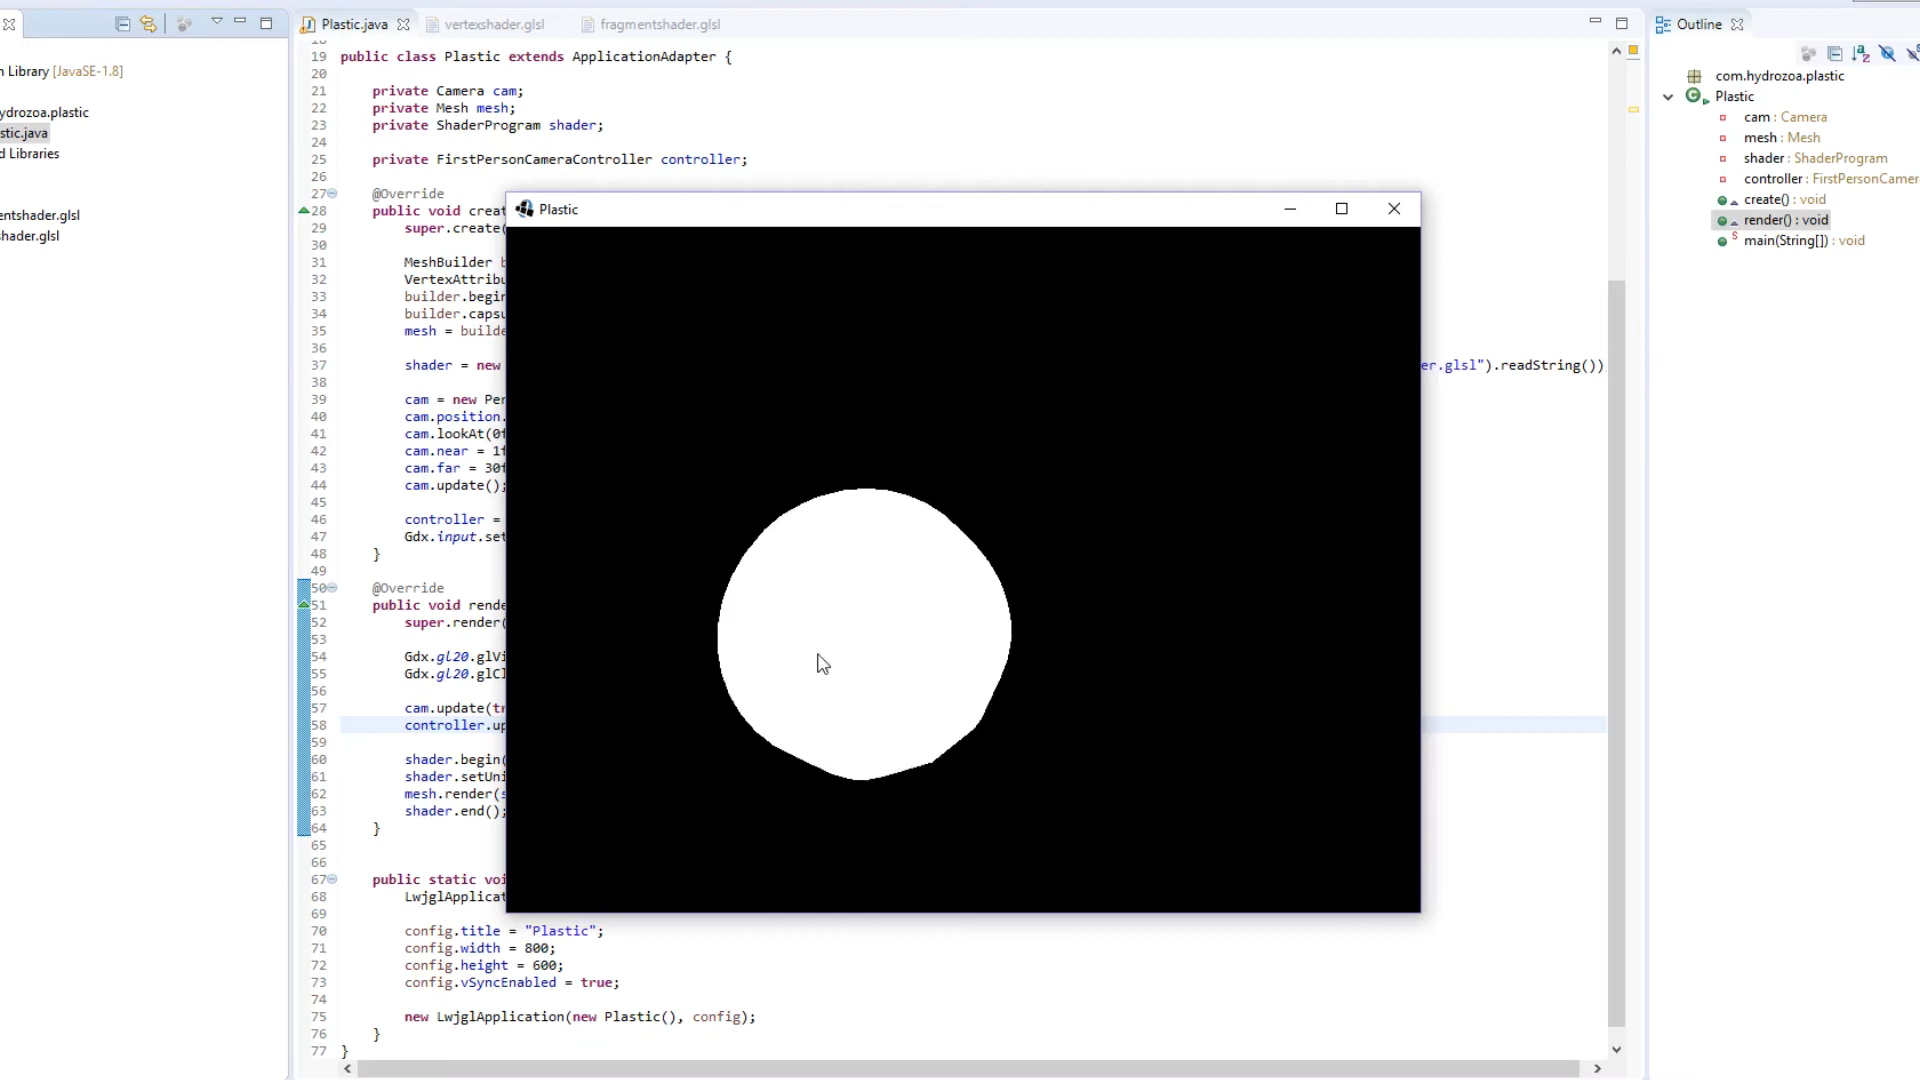 Plastic.java
vertexshader.glsl
fragmentshader.glsl
n Library [JavaSE-1.8]
ydrozoa.plastic
stic.java
d Libraries
entshader.glsl
hader.glsl
19 public class Plastic extends ApplicationAdapter {
20
21 private Camera cam;
22 private Mesh mesh;
23 private ShaderProgram shader;
24
25 private FirstPersonCameraController controller;
26
27 @Override
28 public void creat
29 super.create(
30
31 MeshBuilder b
32 VertexAttribu
33 builder.begin
34 builder.capsu
35 mesh = builde
36
37 shader = new er.glsl").readString())
38
39 cam = new Per
40 cam.position.
41 cam.lookAt(0f
42 cam.near = 1f
43 cam.far = 30f
44 cam.update();
45
46 controller =
47 Gdx.input.set
48 }
49
50 @Override
51 public void rende
52 super.render(
53
54 Gdx.gl20.glVi
55 Gdx.gl20.glCl
56
57 cam.update(tr
58 controller.up
59
60 shader.begin(
61 shader.setUni
62 mesh.render(s
63 shader.end();
64 }
65
66
67 public static voi
68 LwjglApplicat
69
70 config.title = "Plastic";
71 config.width = 800;
72 config.height = 600;
73 config.vSyncEnabled = true;
74
75 new LwjglApplication(new Plastic(), config);
76 }
77 }
Plastic
Outline
com.hydrozoa.plastic
Plastic
cam : Camera
mesh : Mesh
shader : ShaderProgram
controller : FirstPersonCamer
create() : void
render() : void
main(String[]) : void